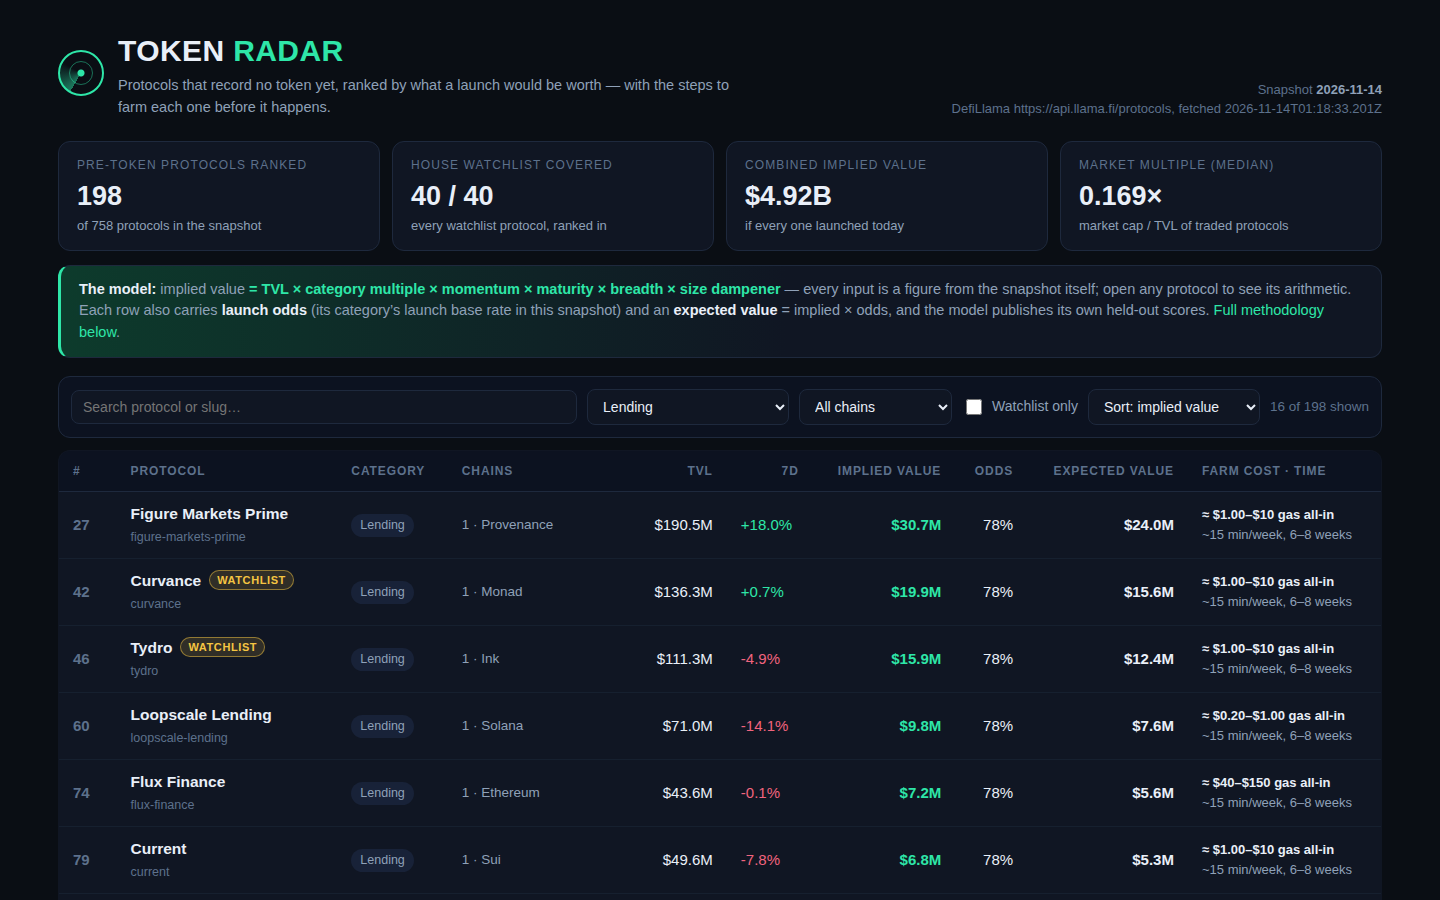 TOKEN RADAR
Protocols that record no token yet, ranked by what a launch would be worth — with the steps to
farm each one before it happens.
Snapshot 2026-11-14
DefiLlama https://api.llama.fi/protocols, fetched 2026-11-14T01:18:33.201Z
PRE-TOKEN PROTOCOLS RANKED
198
of 758 protocols in the snapshot
HOUSE WATCHLIST COVERED
40 / 40
every watchlist protocol, ranked in
COMBINED IMPLIED VALUE
$4.92B
if every one launched today
MARKET MULTIPLE (MEDIAN)
0.169×
market cap / TVL of traded protocols
The model: implied value = TVL × category multiple × momentum × maturity × breadth × size dampener — every input is a figure from the snapshot itself; open any protocol to see its arithmetic.
Each row also carries launch odds (its category's launch base rate in this snapshot) and an expected value = implied × odds, and the model publishes its own held-out scores. Full methodology
below.
Search protocol or slug… Lending All chains Watchlist only Sort: implied value 16 of 198 shown
# PROTOCOL CATEGORY CHAINS TVL 7D IMPLIED VALUE ODDS EXPECTED VALUE FARM COST · TIME
27 Figure Markets Prime Lending 1 · Provenance $190.5M +18.0% $30.7M 78% $24.0M ≈ $1.00–$10 gas all-in
figure-markets-prime ~15 min/week, 6–8 weeks
42 Curvance WATCHLIST Lending 1 · Monad $136.3M +0.7% $19.9M 78% $15.6M ≈ $1.00–$10 gas all-in
curvance ~15 min/week, 6–8 weeks
46 Tydro WATCHLIST Lending 1 · Ink $111.3M -4.9% $15.9M 78% $12.4M ≈ $1.00–$10 gas all-in
tydro ~15 min/week, 6–8 weeks
60 Loopscale Lending Lending 1 · Solana $71.0M -14.1% $9.8M 78% $7.6M ≈ $0.20–$1.00 gas all-in
loopscale-lending ~15 min/week, 6–8 weeks
74 Flux Finance Lending 1 · Ethereum $43.6M -0.1% $7.2M 78% $5.6M ≈ $40–$150 gas all-in
flux-finance ~15 min/week, 6–8 weeks
79 Current Lending 1 · Sui $49.6M -7.8% $6.8M 78% $5.3M ≈ $1.00–$10 gas all-in
current ~15 min/week, 6–8 weeks